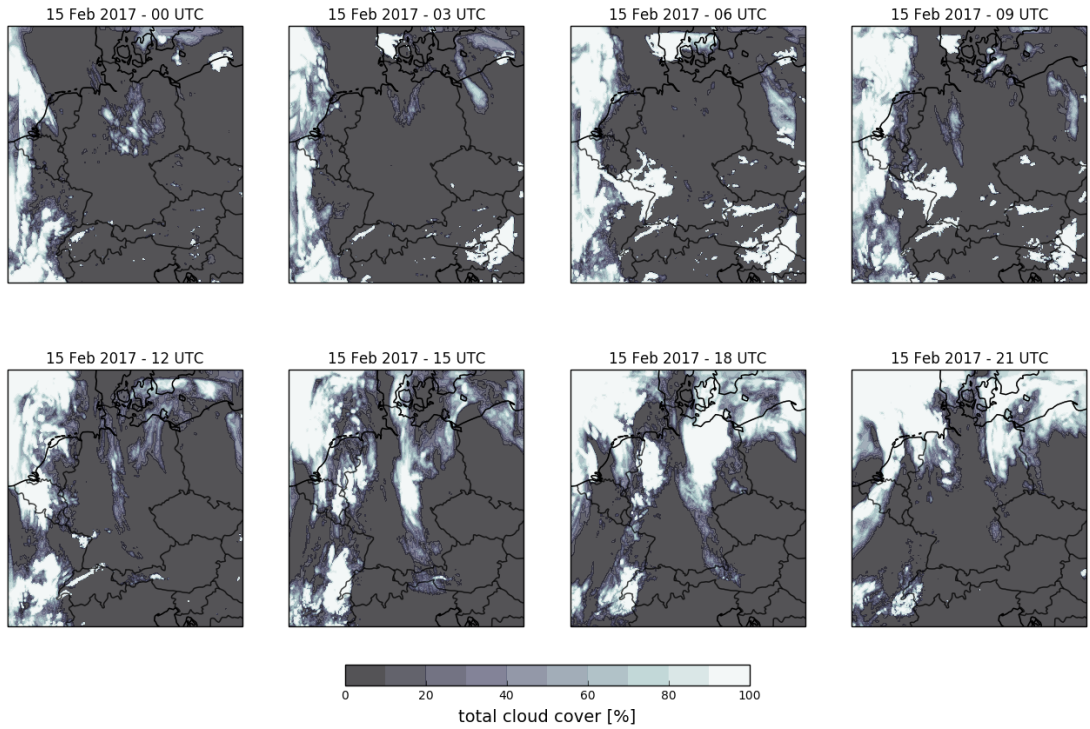 15 Feb 2017 - 00 UTC
15 Feb 2017 - 03 UTC
15 Feb 2017 - 06 UTC
15 Feb 2017 - 09 UTC
15 Feb 2017 - 12 UTC
15 Feb 2017 - 15 UTC
15 Feb 2017 - 18 UTC
15 Feb 2017 - 21 UTC
0 20 40 60 80 100
total cloud cover [%]